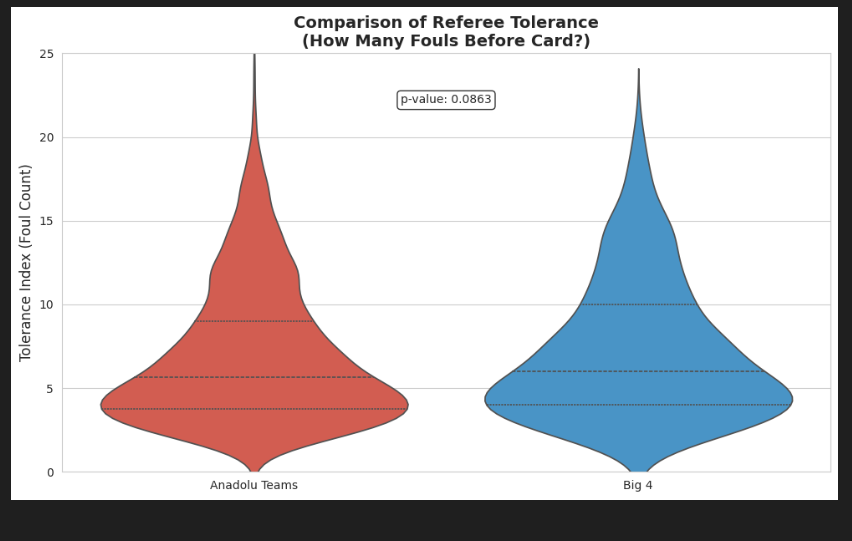 Comparison of Referee Tolerance
(How Many Fouls Before Card?)
25
p-value: 0.0863
20
15
Tolerance Index (Foul Count)
10
5
0
Anadolu Teams
Big 4